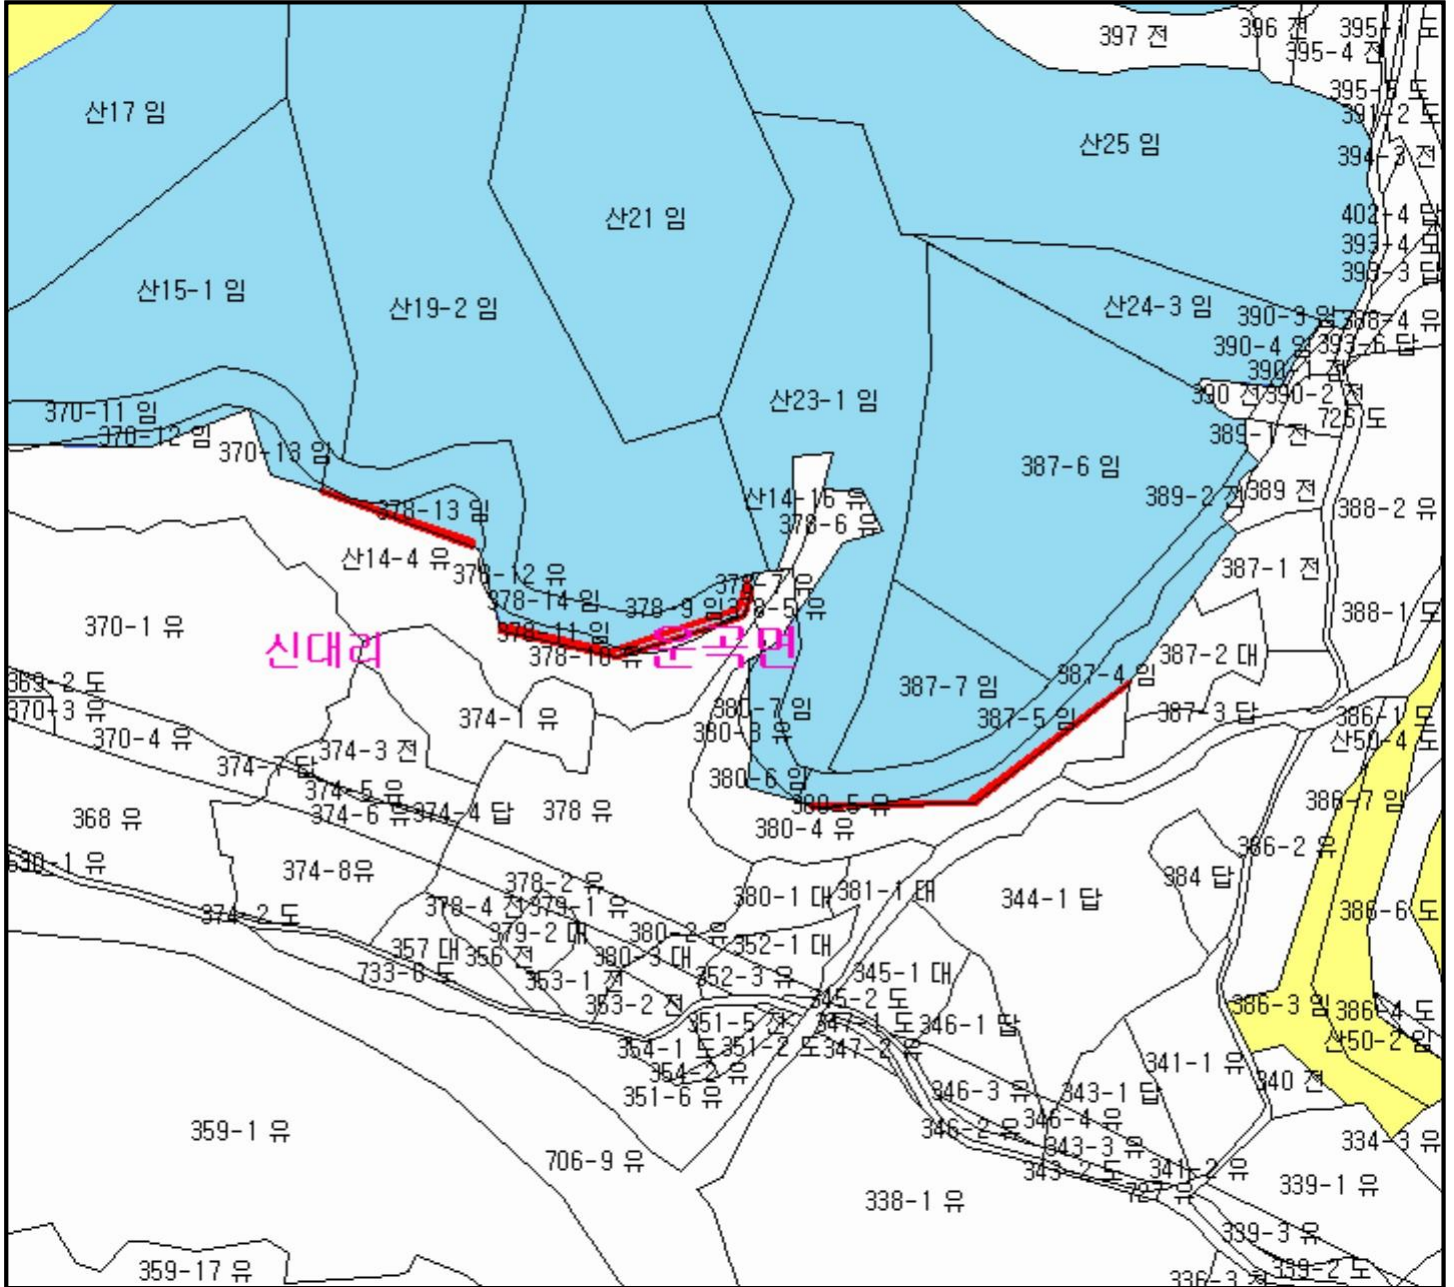 397 전
396 전
395-1 도
395-4 전
395-5 도
391-2 도
산17 임
산25 임
394-3 전
산21 임
402-4 답
393-4 도
393-3 답
산15-1 임
산19-2 임
산24-3 임
390-3 임
388-4 유
390-4 임
393-6 답
390-1 전
390 전
390-2 전
산23-1 임
370-11 임
726 도
370-12 임
389-1 전
370-13 임
387-6 임
산14-16 유
389-2 전
389 전
378-13 임
378-6 유
388-2 유
산14-4 유
378-12 유
378-7 유
387-1 전
378-14 임
378-9 임
378-5 유
388-1 도
370-1 유
378-11 임
신대리
운곡면
378-10 유
387-2 대
369-2 도
387-7 임
387-4 임
370-3 유
380-7 임
387-3 답
374-1 유
387-5 임
386-1 도
370-4 유
374-3 전
380-3 유
산50-4 도
374-7 답
380-6 임
374-5 유
386-7 임
368 유
374-6 유
374-4 답
378 유
380-5 유
380-4 유
386-2 유
630-1 유
374-8유
378-2 유
384 답
380-1 대
381-1 대
344-1 답
374-2 도
378-4 전
379-1 유
386-6 도
357 대
356 전
379-2 대
380-2 유
380-3 대
352-1 대
733-8 도
353-1 전
352-3 유
345-1 대
353-2 전
345-2 도
386-3 임
386-4 도
351-5 전
347-1 도
346-1 답
산50-2 임
354-1 도
351-2 도
347-2 유
341-1 유
354-2 유
340 전
351-6 유
346-3 유
343-1 답
346-4 유
359-1 유
346-2 유
343-3 유
334-3 유
706-9 유
343-2 도
341-2 유
727 유
339-1 유
338-1 유
339-3 유
359-17 유
336-3 전
339-2 도